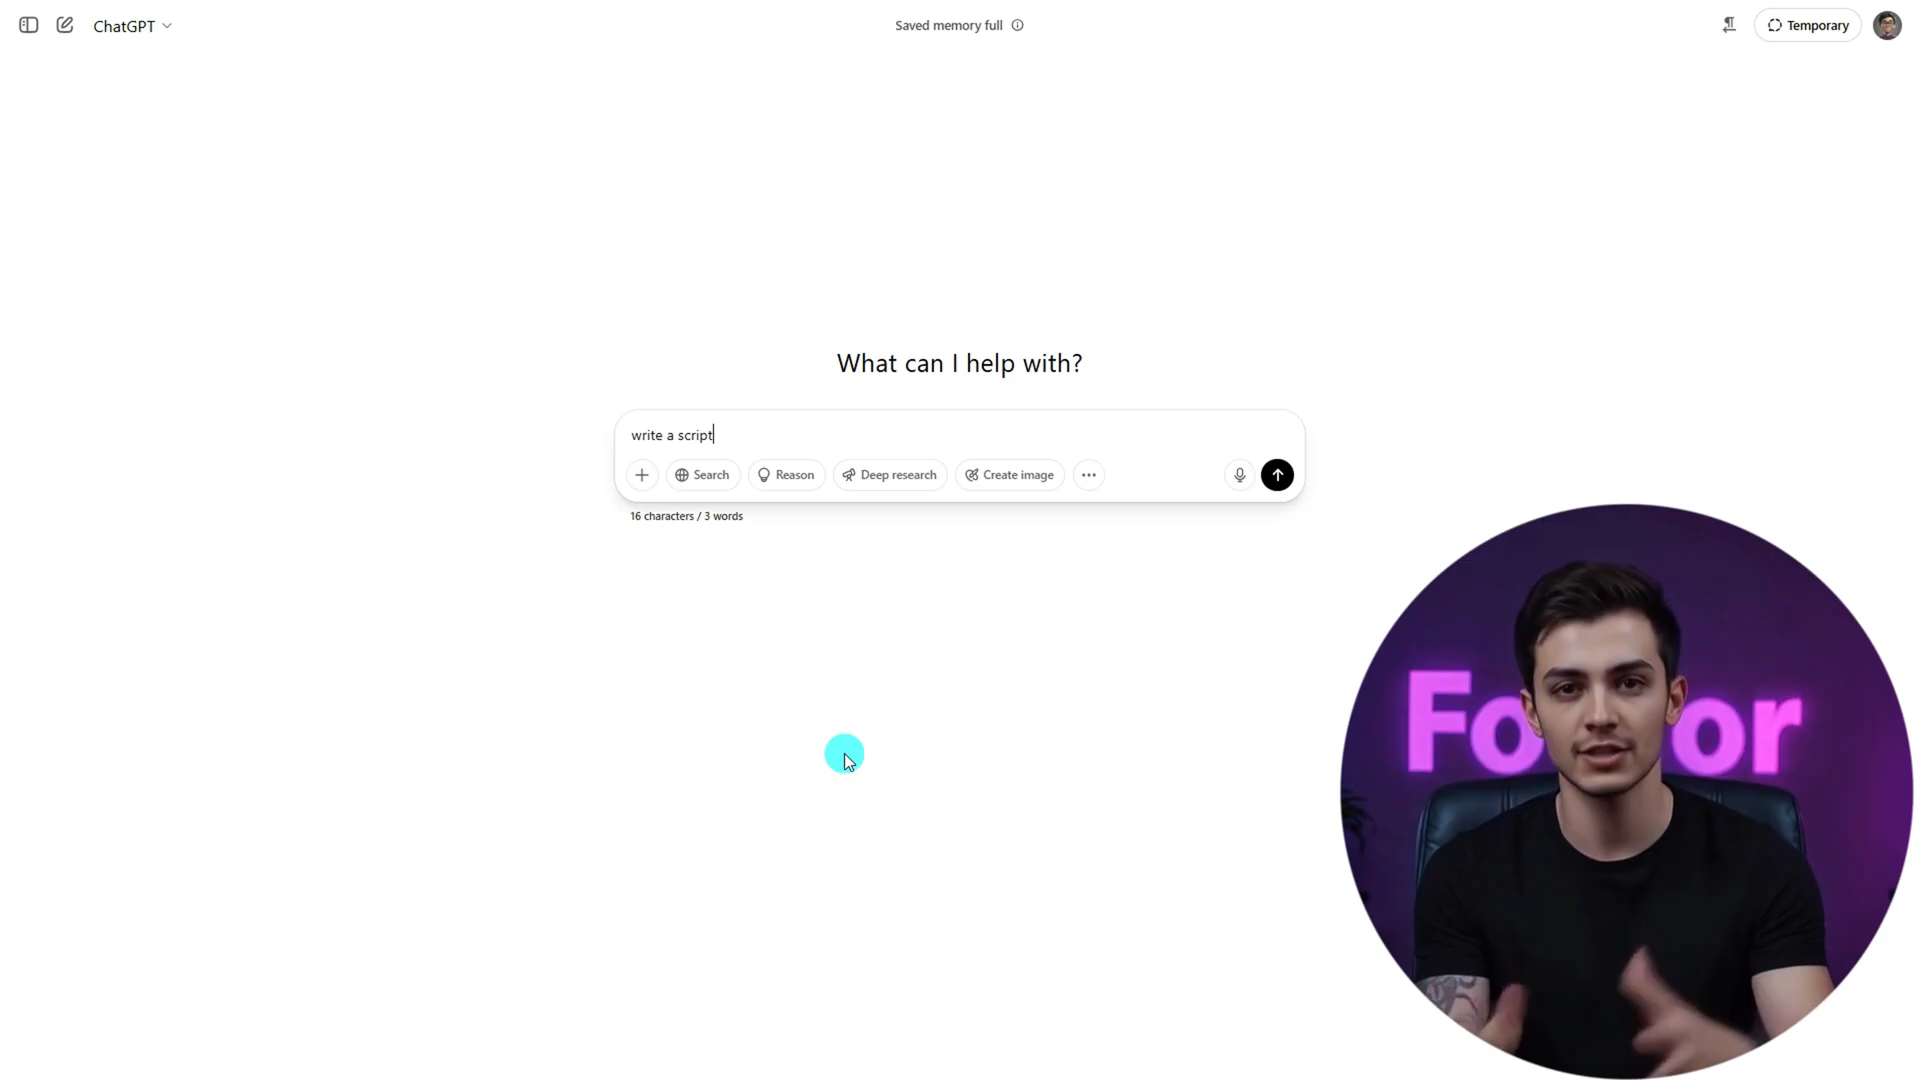 ChatGPT
Saved memory full
Temporary
What can I help with?
write a script
Search
Reason
Deep research
Create image
16 characters / 3 words